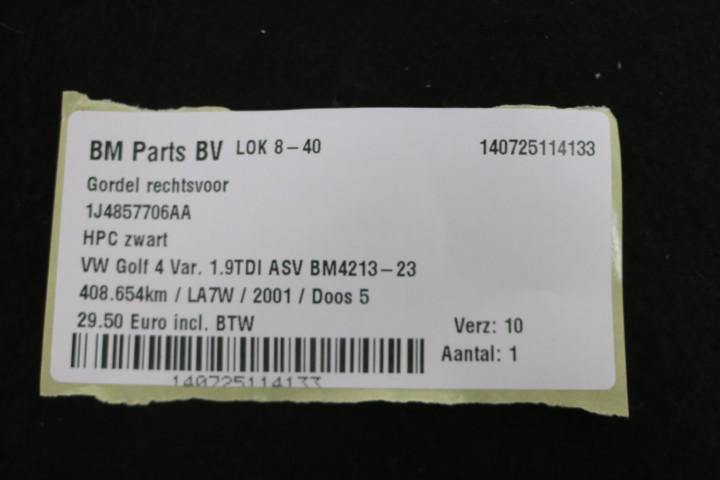 BM Parts BV LOK 8-40 140725114133
Gordel rechtsvoor
1J4857706AA
HPC zwart
VW Golf 4 Var. 1.9TDI ASV BM4213-23
408.654km / LA7W / 2001 / Doos 5
29.50 Euro incl. BTW Verz: 10
Aantal: 1
140725114133